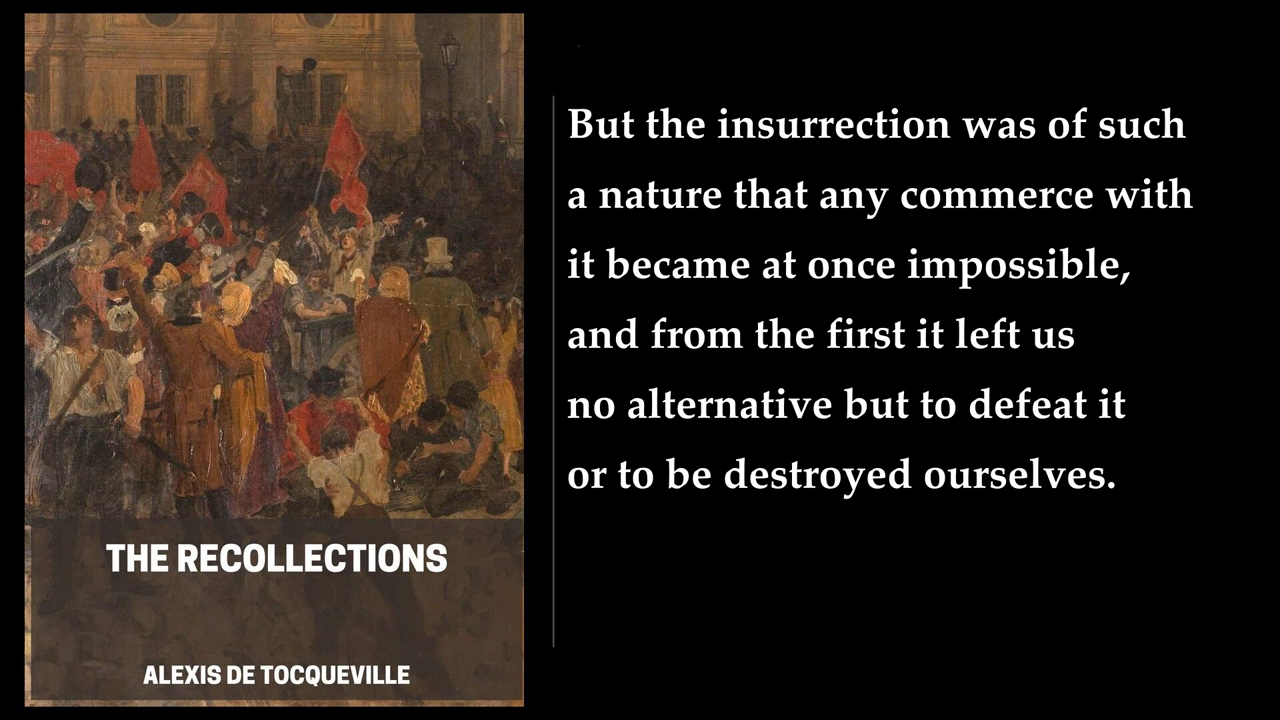 THE RECOLLECTIONS
ALEXIS DE TOCQUEVILLE
But the insurrection was of such
a nature that any commerce with
it became at once impossible,
and from the first it left us
no alternative but to defeat it
or to be destroyed ourselves.